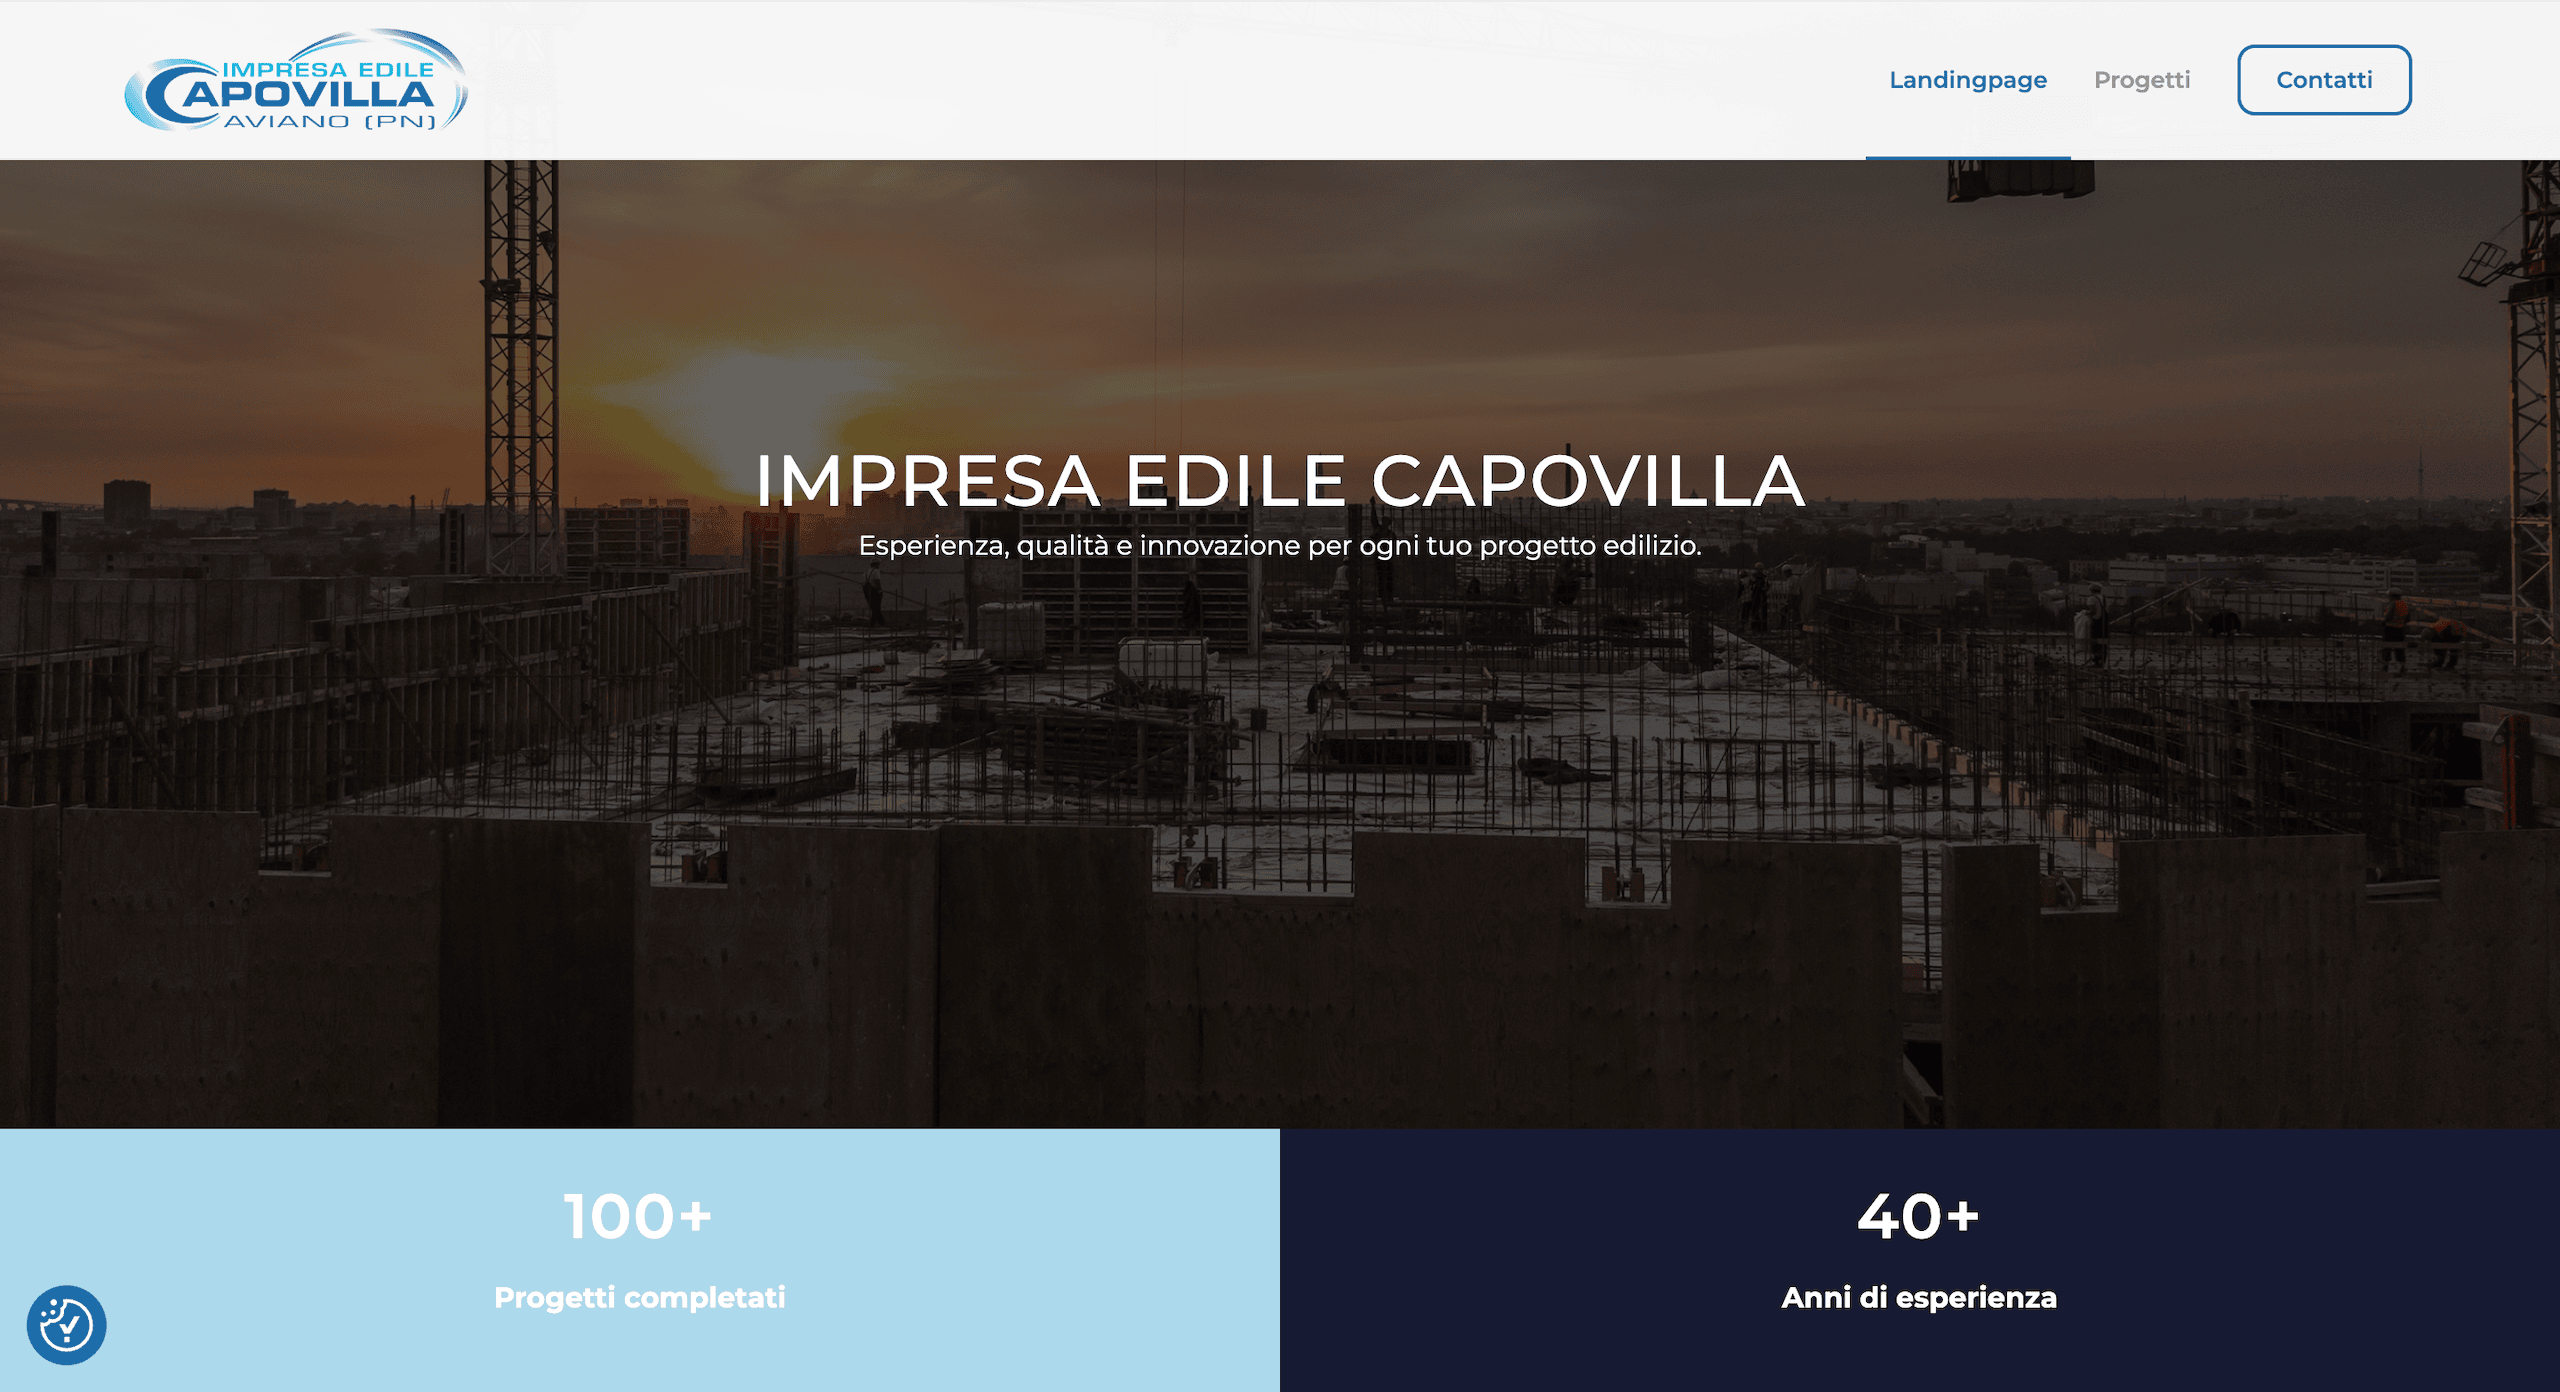 IMPRESA EDILE
CAPOVILLA
AVIANO (PN)
Landingpage
Progetti
Contatti
IMPRESA EDILE CAPOVILLA
Esperienza, qualità e innovazione per ogni tuo progetto edilizio.
100+
Progetti completati
40+
Anni di esperienza